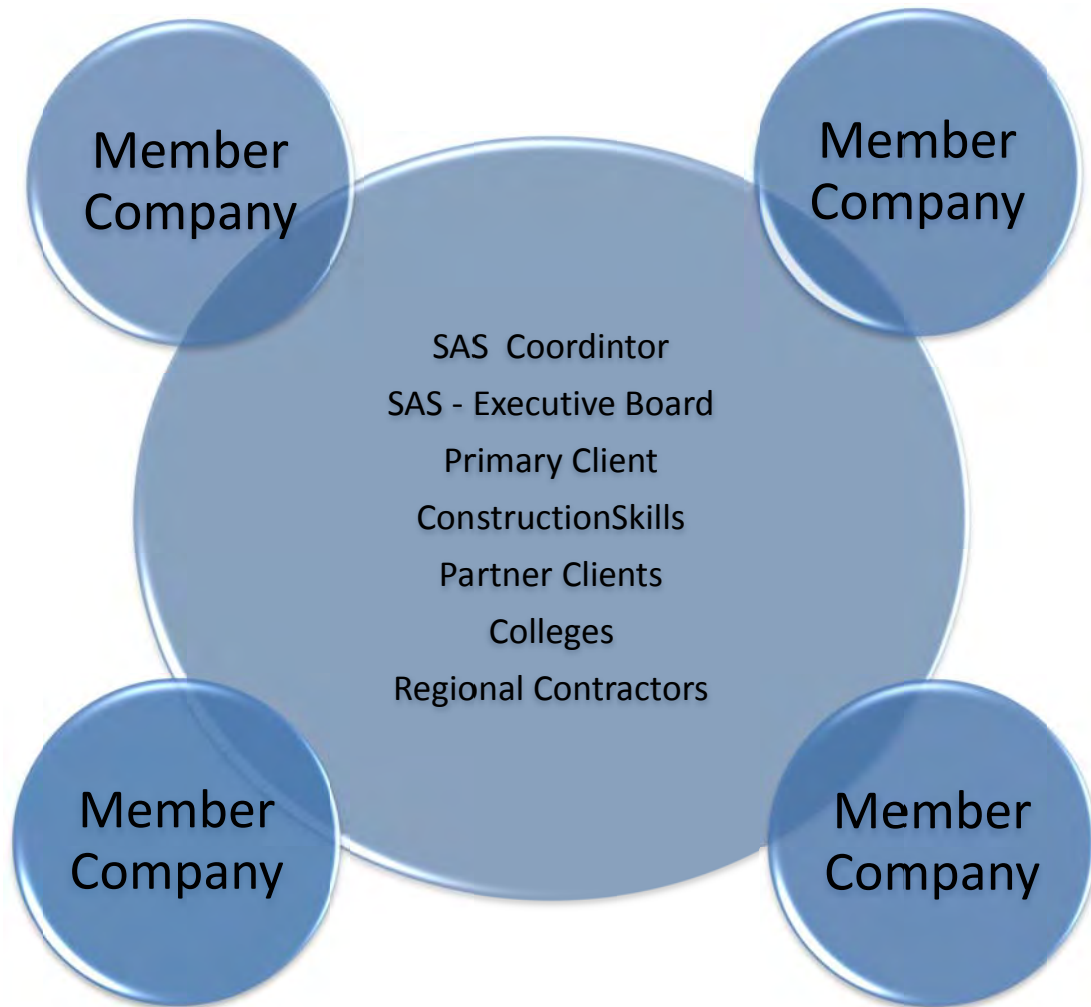 Member
Company
Member
Company
SAS  Coordintor
SAS - Executive Board
Primary Client
ConstructionSkills
Partner Clients
Colleges
Regional Contractors
Member
Company
Member
Company